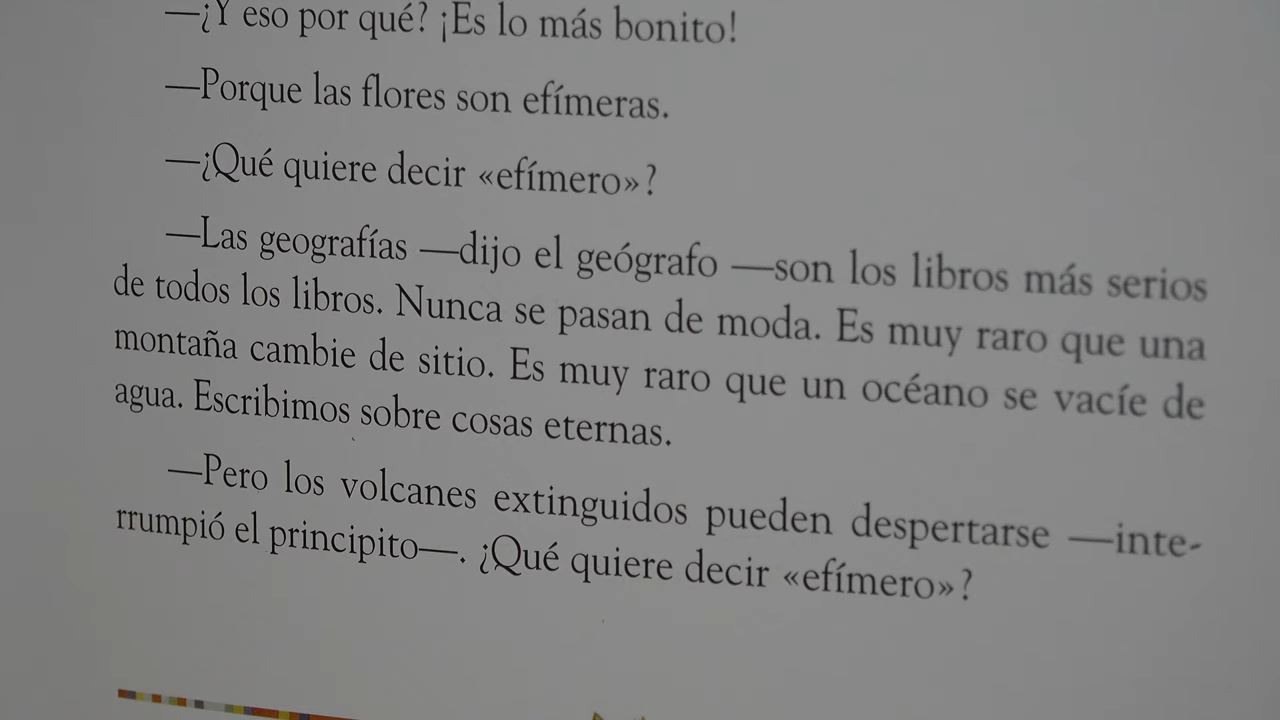 —¿Y eso por qué? ¡Es lo más bonito!
—Porque las flores son efímeras.
—¿Qué quiere decir «efímero»?
—Las geografías —dijo el geógrafo —son los libros más serios
de todos los libros. Nunca se pasan de moda. Es muy raro que una
montaña cambie de sitio. Es muy raro que un océano se vacíe de
agua. Escribimos sobre cosas eternas.
—Pero los volcanes extinguidos pueden despertarse —inte-
rrumpió el principito—. ¿Qué quiere decir «efímero»?